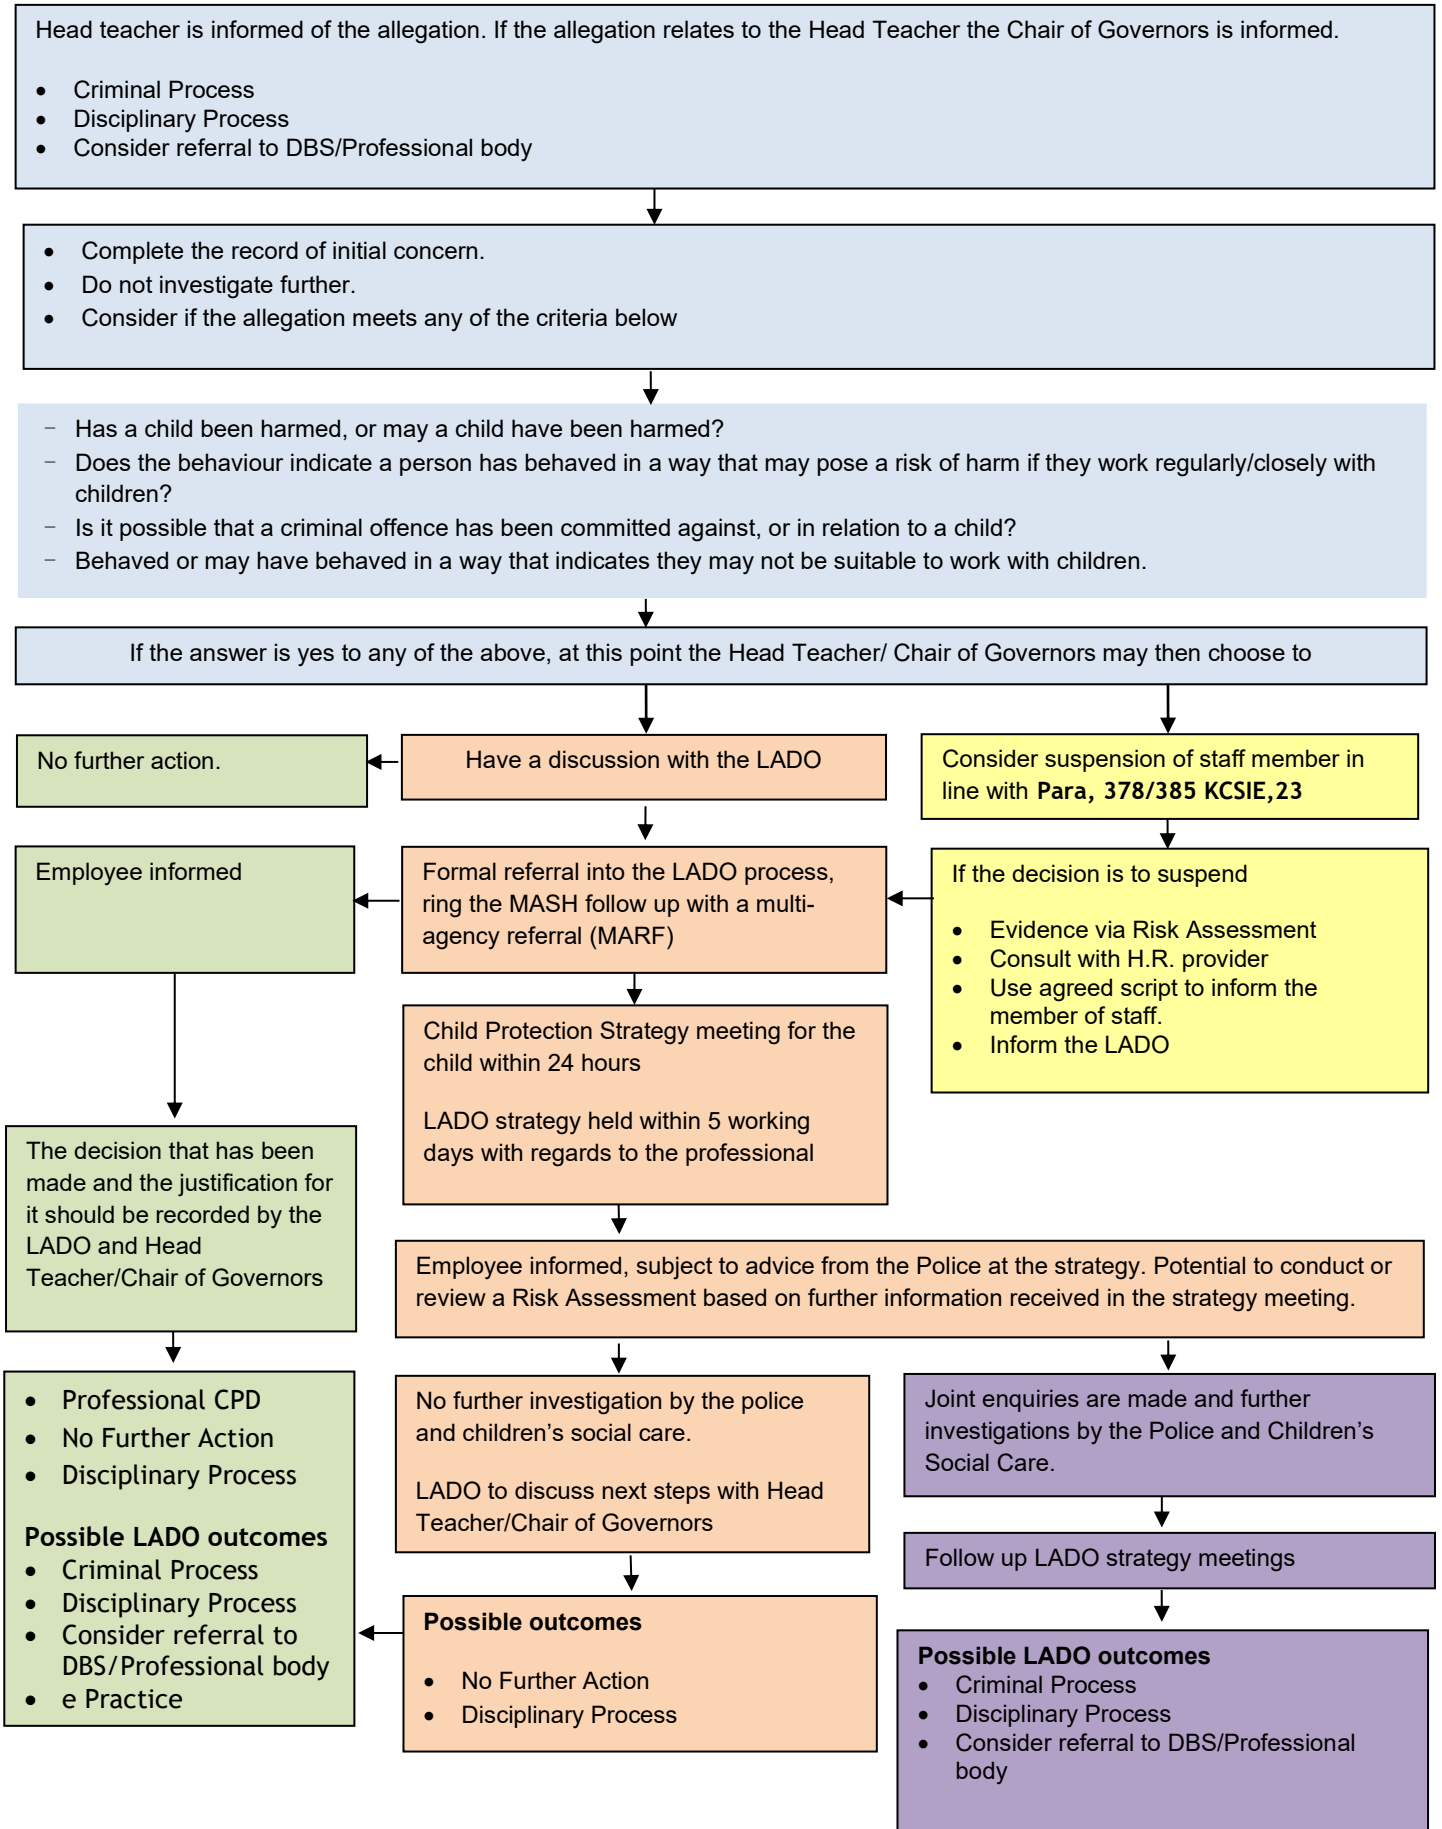 Head teacher is informed of the allegation. If the allegation relates to the Head Teacher the Chair of Governors is informed.
• Criminal Process
• Disciplinary Process
• Consider referral to DBS/Professional body
• Complete the record of initial concern.
• Do not investigate further.
• Consider if the allegation meets any of the criteria below
− Has a child been harmed, or may a child have been harmed?
− Does the behaviour indicate a person has behaved in a way that may pose a risk of harm if they work regularly/closely with
children?
− Is it possible that a criminal offence has been committed against, or in relation to a child?
− Behaved or may have behaved in a way that indicates they may not be suitable to work with children.
If the answer is yes to any of the above, at this point the Head Teacher/ Chair of Governors may then choose to
No further action.
Have a discussion with the LADO
Consider suspension of staff member in
line with Para, 378/385 KCSIE,23
Employee informed
Formal referral into the LADO process,
ring the MASH follow up with a multi-
agency referral (MARF)
If the decision is to suspend
• Evidence via Risk Assessment
• Consult with H.R. provider
• Use agreed script to inform the
member of staff.
• Inform the LADO
Child Protection Strategy meeting for the
child within 24 hours
LADO strategy held within 5 working
days with regards to the professional
The decision that has been
made and the justification for
it should be recorded by the
LADO and Head
Teacher/Chair of Governors
Employee informed, subject to advice from the Police at the strategy. Potential to conduct or
review a Risk Assessment based on further information received in the strategy meeting.
• Professional CPD
• No Further Action
• Disciplinary Process
Possible LADO outcomes
• Criminal Process
• Disciplinary Process
• Consider referral to
DBS/Professional body
• e Practice
No further investigation by the police
and children’s social care.
LADO to discuss next steps with Head
Teacher/Chair of Governors
Possible outcomes
• No Further Action
• Disciplinary Process
Joint enquiries are made and further
investigations by the Police and Children’s
Social Care.
Follow up LADO strategy meetings
Possible LADO outcomes
• Criminal Process
• Disciplinary Process
• Consider referral to DBS/Professional
body